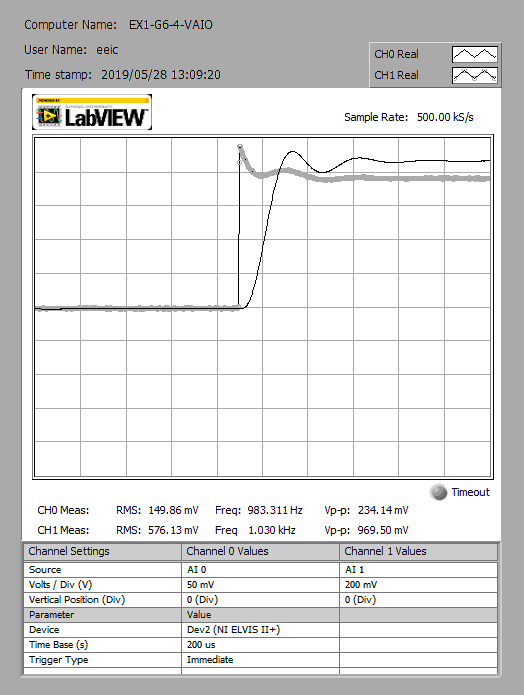 Computer Name: EX1-G6-4-VAIO
User Name: eeic
Time stamp: 2019/05/28 13:09:20
CH0 Real
CH1 Real
POWERED BY
LabVIEW
Sample Rate: 500.00 kS/s
Timeout
CH0 Meas: RMS: 149.86 mV Freq: 983.311 Hz Vp-p: 234.14 mV
CH1 Meas: RMS: 576.13 mV Freq 1.030 kHz Vp-p: 969.50 mV
Channel Settings Channel 0 Values Channel 1 Values
Source AI 0 AI 1
Volts / Div (V) 50 mV 200 mV
Vertical Position (Div) 0 (Div) 0 (Div)
Parameter Value
Device Dev2 (NI ELVIS II+)
Time Base (s) 200 us
Trigger Type Immediate